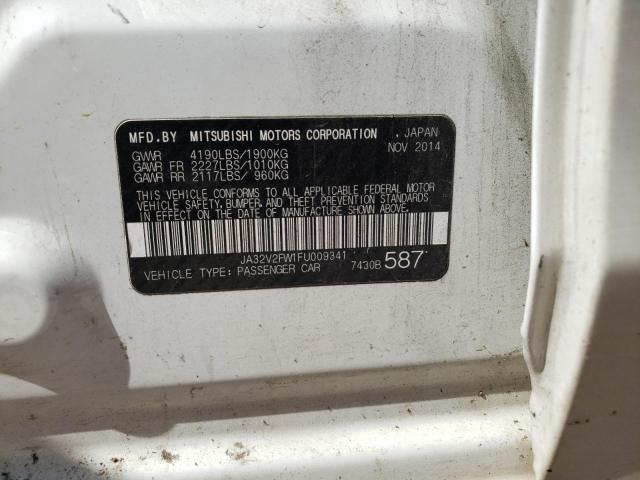 MFD.BY MITSUBISHI MOTORS CORPORATION . JAPAN
GVWR 4190LBS/1900KG NOV 2014
GAWR FR 2227LBS/1010KG
GAWR RR 2117LBS/ 960KG
THIS VEHICLE CONFORMS TO ALL APPLICABLE FEDERAL MOTOR
VEHICLE SAFETY, BUMPER, AND THEFT PREVENTION STANDARDS
IN EFFECT ON THE DATE OF MANUFACTURE SHOWN ABOVE.
JA32V2FW1FU009341
VEHICLE TYPE: PASSENGER CAR 7430B 587